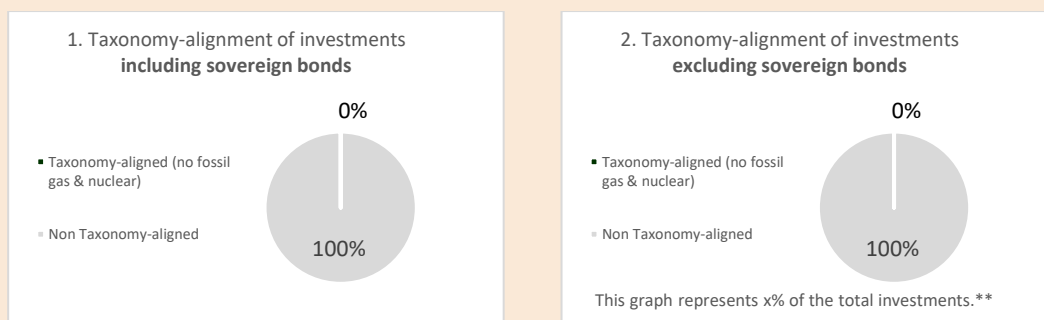 1. Taxonomy-alignment of investments
including sovereign bonds
0%
Taxonomy-aligned (no fossil
gas & nuclear)
Non Taxonomy-aligned
100%
2. Taxonomy-alignment of investments
excluding sovereign bonds
0%
Taxonomy-aligned (no fossil
gas & nuclear)
Non Taxonomy-aligned
100%
This graph represents x% of the total investments.**